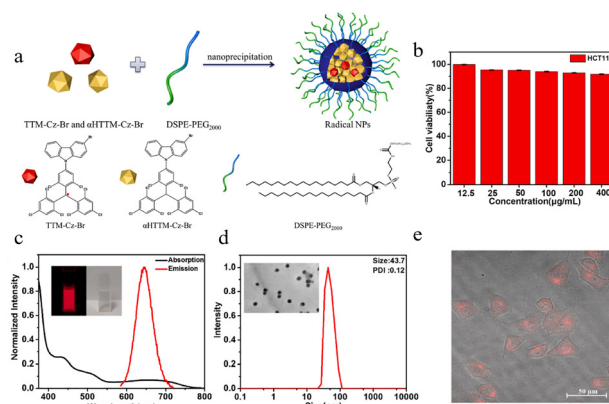 a
nanoprecipitation
TTM-Cz-Br and αHTTM-Cz-Br
DSPE-PEG2000
Radical NPs
TTM-Cz-Br
αHTTM-Cz-Br
DSPE-PEG2000
b
HCT11
Cell viabiliaty(%)
100
80
60
40
20
0
12.5 25 50 100 200 400
Concentration(μg/mL)
c
Absorption
Emission
Normalized Intensity
1.0
0.8
0.6
0.4
0.2
0.0
400 500 600 700 800
d
Size:43.7
PDI :0.12
Intensity
1.0
0.8
0.6
0.4
0.2
0.0
0.1 1 10 100 1000 10000
e
50 μm